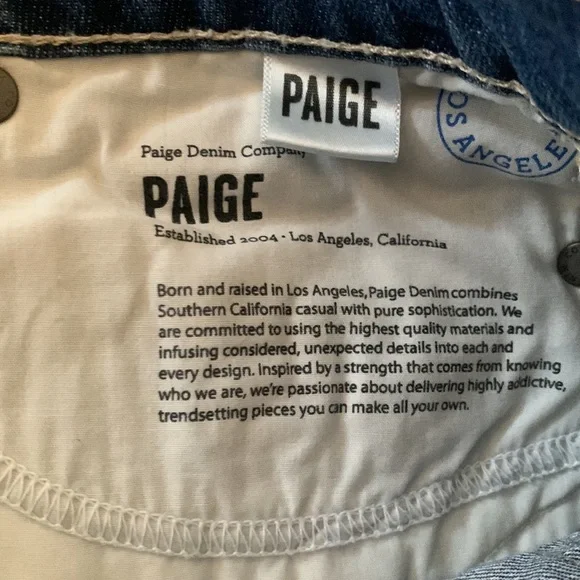 PAIGE
OS ANGELE
Paige Denim Company
PAIGE
Established 2004 · Los Angeles, California
Born and raised in Los Angeles, Paige Denim combines
Southern California casual with pure sophistication. We
are committed to using the highest quality materials and
infusing considered, unexpected details into each and
every design. Inspired by a strength that comes from knowing
who we are, we're passionate about delivering highly addictive,
trendsetting pieces you can make all your own.